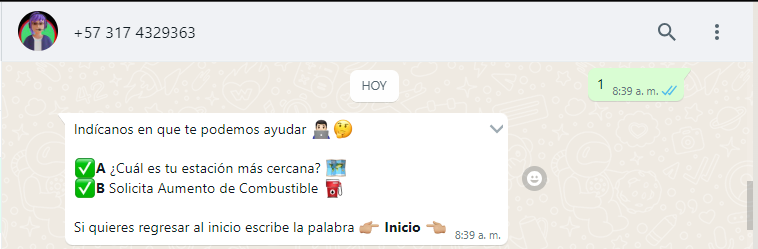 +57 317 4329363
HOY
1 8:39 a. m.
Indícanos en que te podemos ayudar 👨🏻‍💻🤔
✅A ¿Cuál es tu estación más cercana? 🗺️
✅B Solicita Aumento de Combustible ⛽
Si quieres regresar al inicio escribe la palabra 👉🏼 Inicio 👈🏼 8:39 a. m.